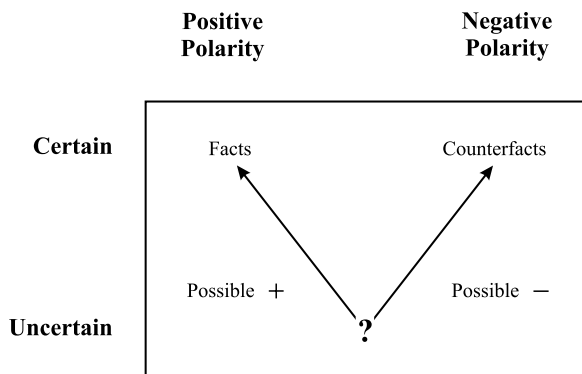 Positive Negative
Polarity Polarity
Certain Facts Counterfacts
Possible + Possible −
Uncertain ?